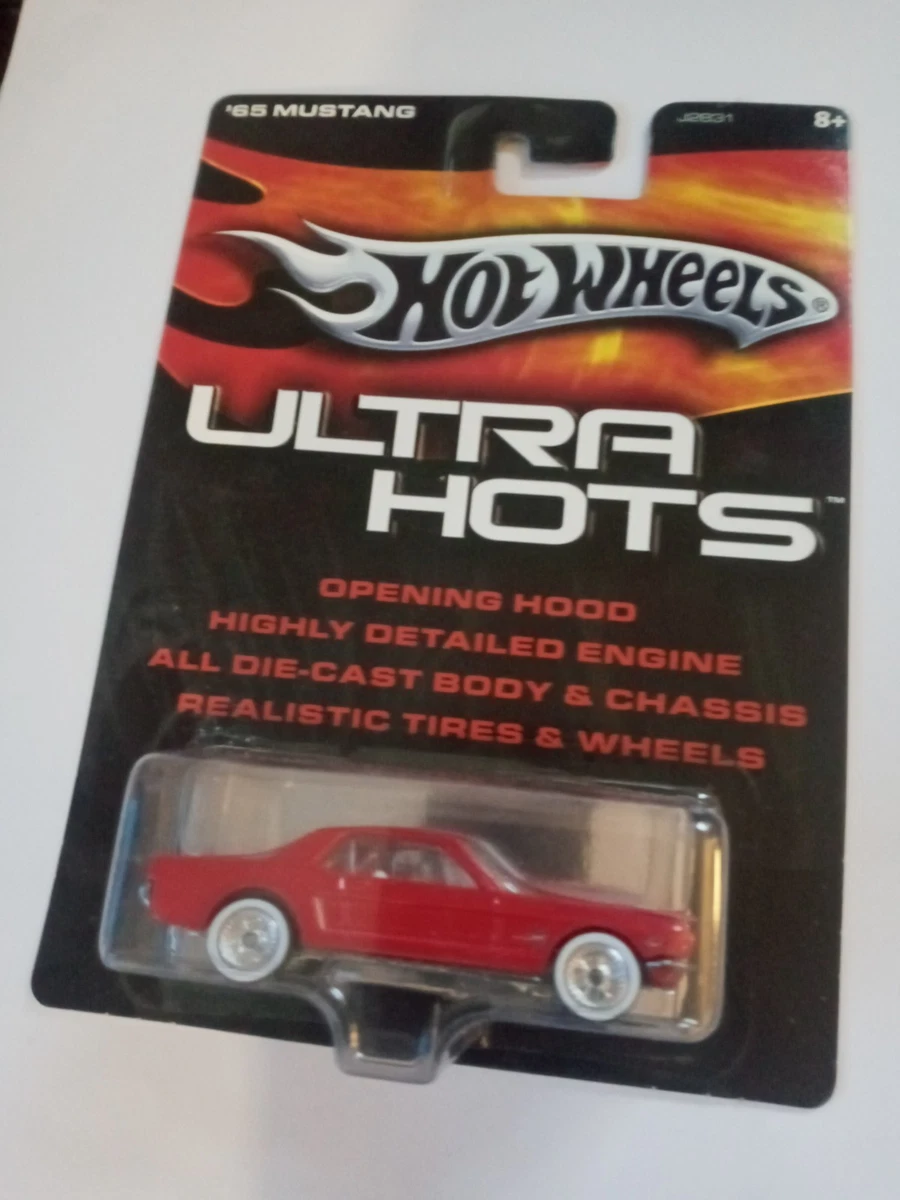 '65 MUSTANG
J2831
8+
HOT WHEELS®
ULTRA
HOTS™
OPENING HOOD
HIGHLY DETAILED ENGINE
ALL DIE-CAST BODY & CHASSIS
REALISTIC TIRES & WHEELS